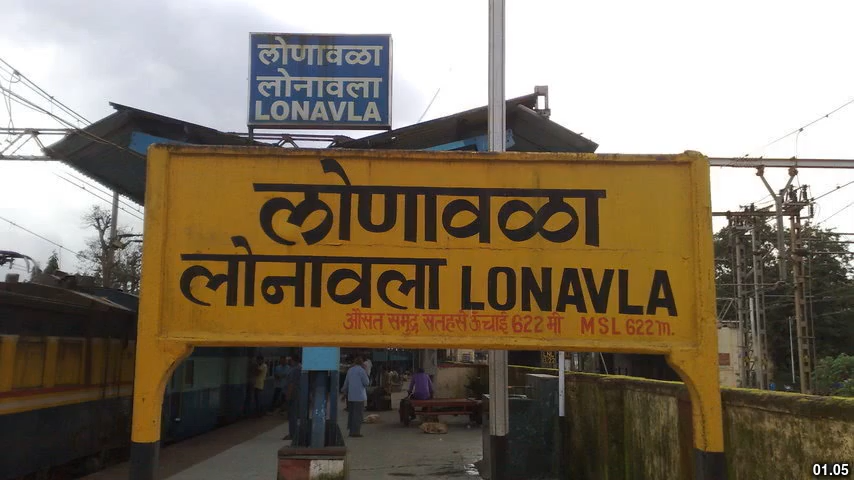 लोणावळा
लोनावला
LONAVLA
लोणावळा
लोनावला LONAVLA
औसत समुद्र सतहसे ऊंचाई 622 मी MSL 622 m.
01.05